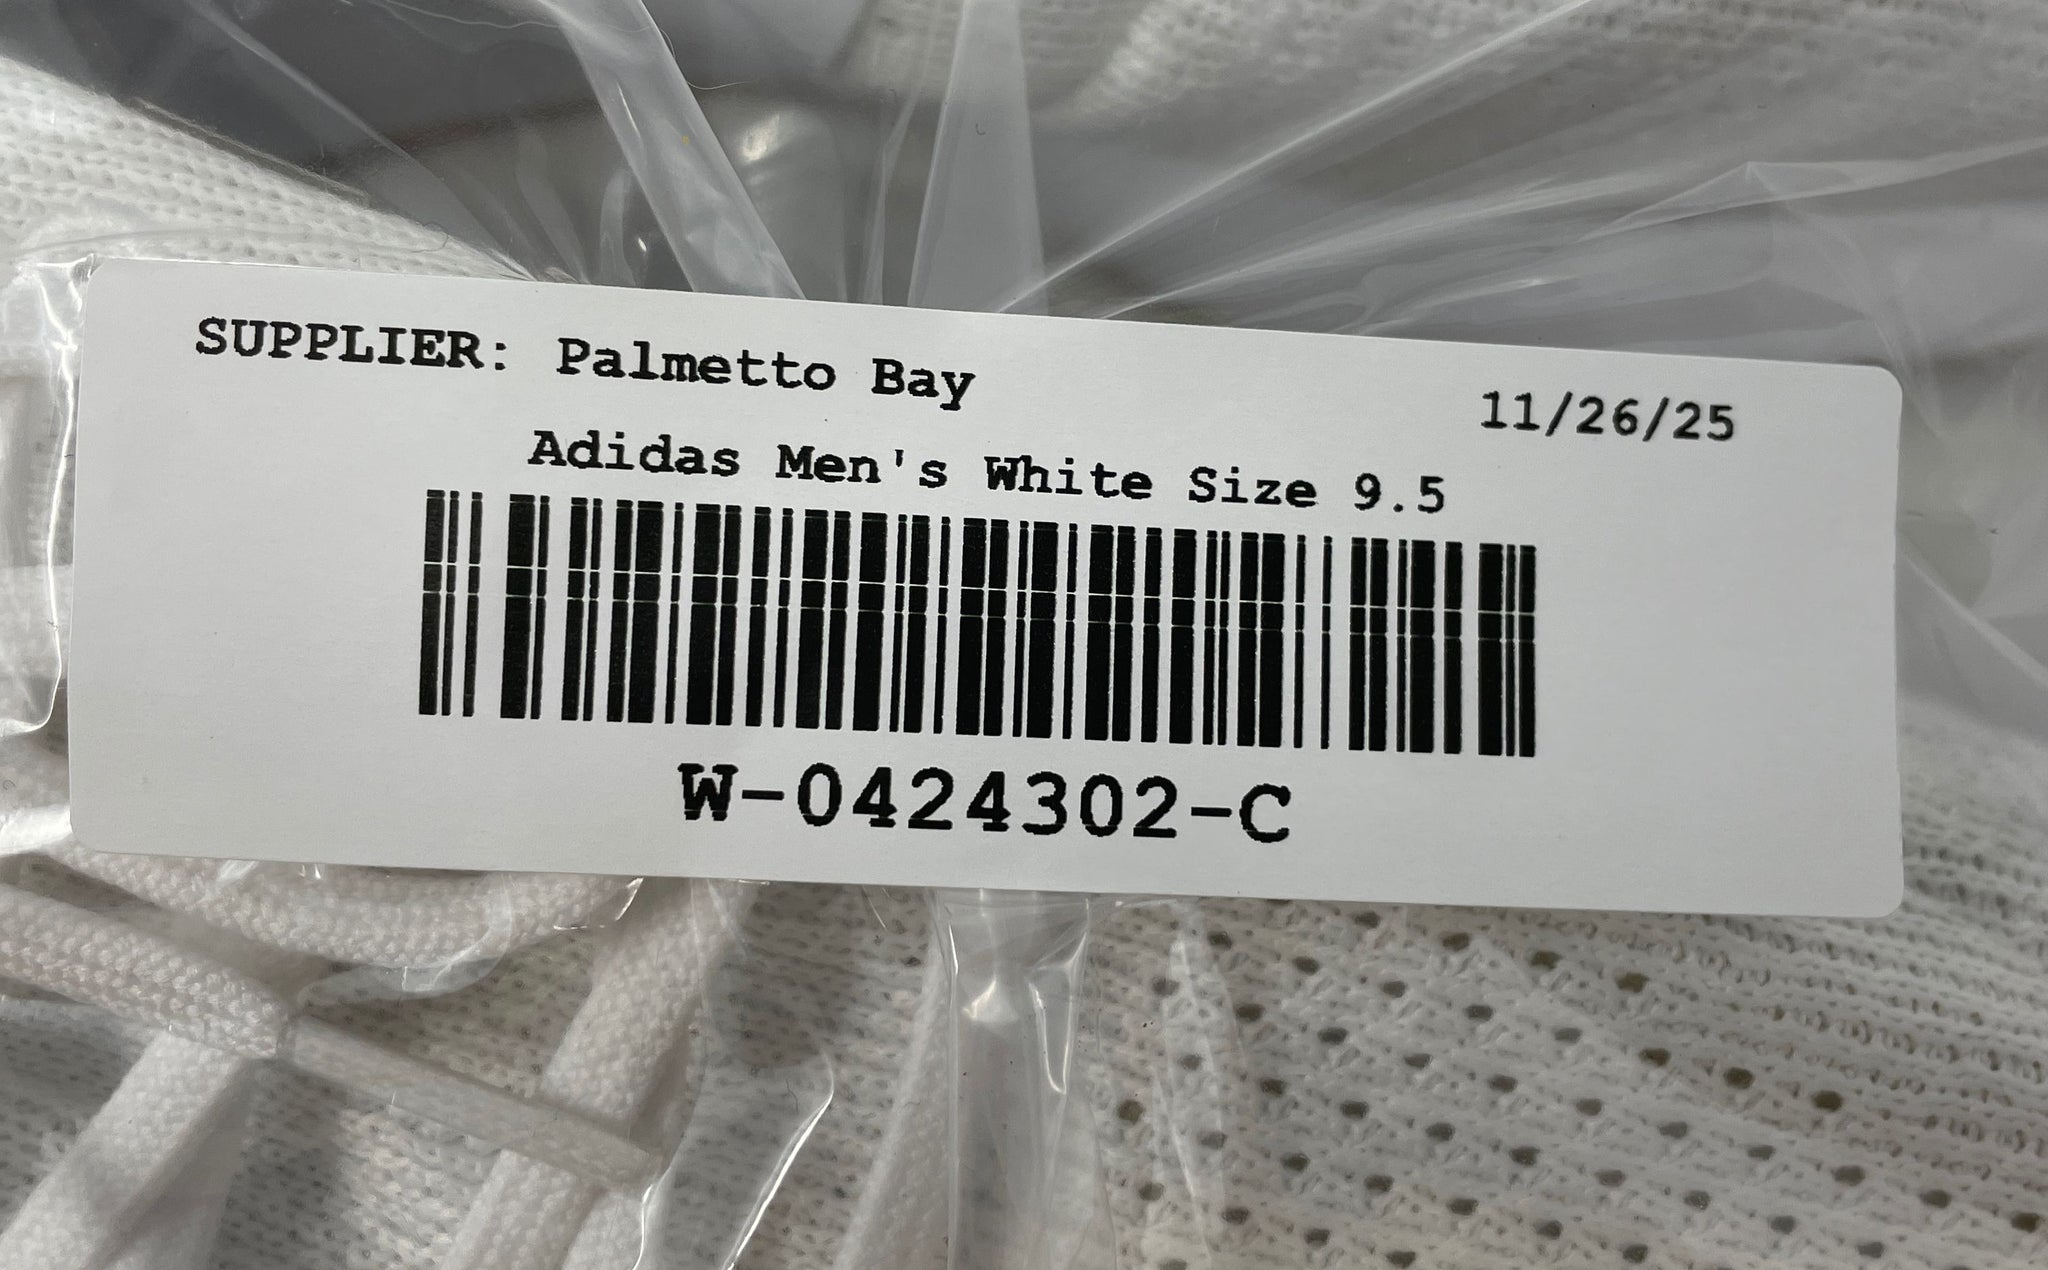 SUPPLIER: Palmetto Bay
11/26/25
Adidas Men's White Size 9.5
W-0424302-C